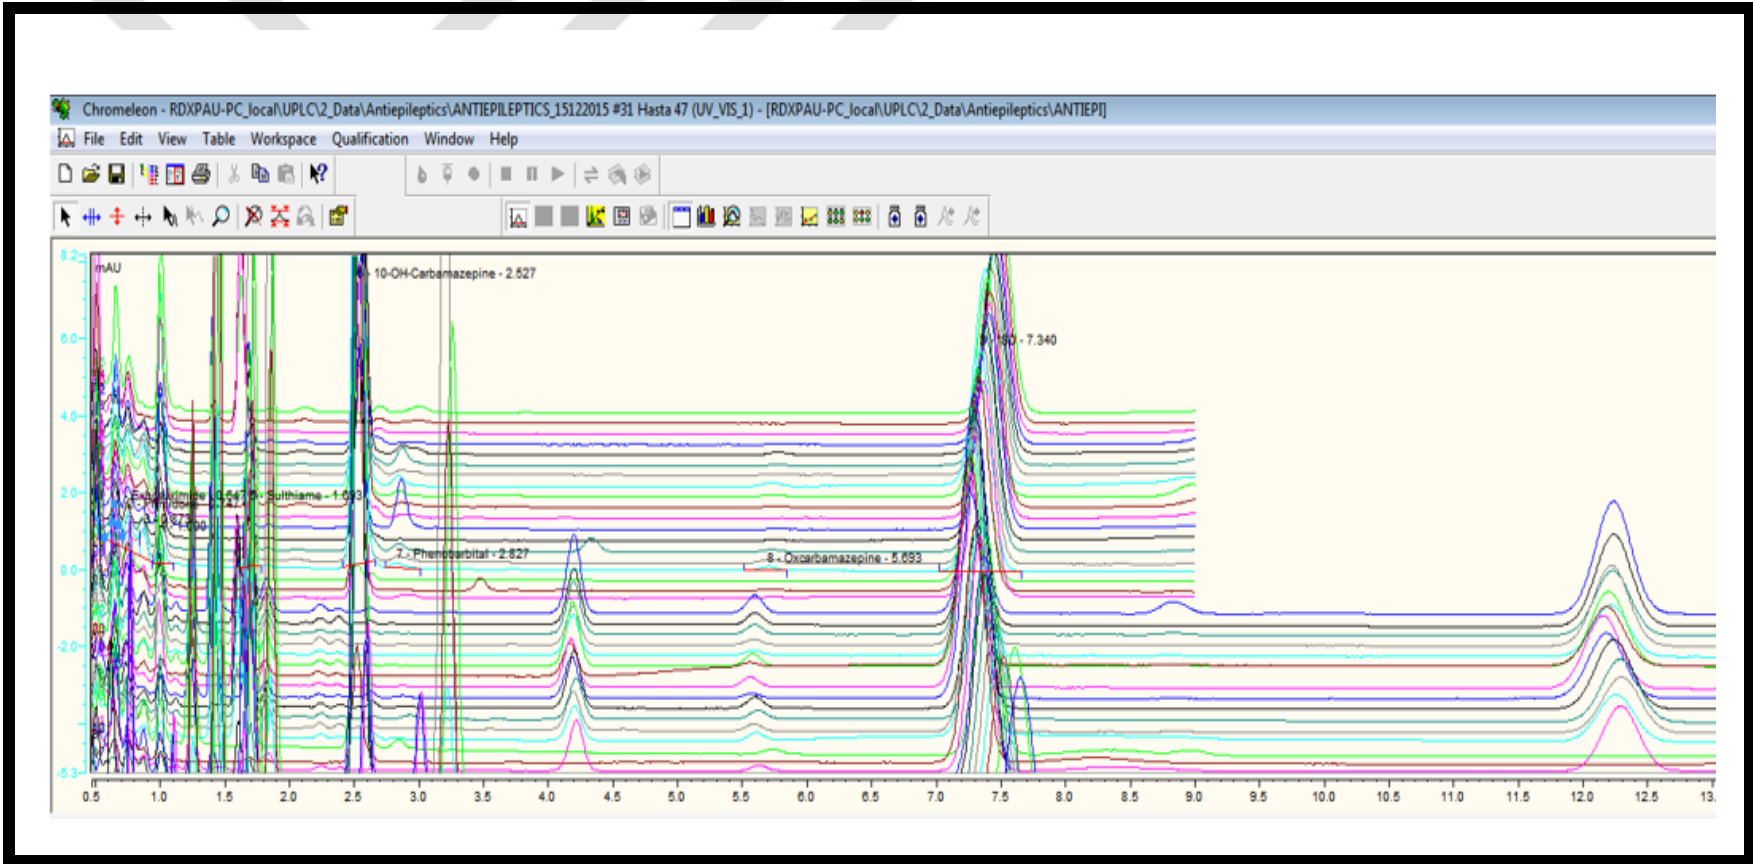 Chromeleon - RDXPAU-PC_local\UPLC\2_Data\Antiepileptics\ANTIEPILEPTICS_15122015 #31 Hasta 47 (UV_VIS_1) - [RDXPAU-PC_local\UPLC\2_Data\Antiepileptics\ANTIEPI]
File Edit View Table Workspace Qualification Window Help
8.2
mAU
10-OH-Carbamazepine - 2.527
6.0
- 7.340
4.0
2.0
Sulthiame - 1.693
7 - Phenobarbital - 2.827
8 - Oxcarbamazepine - 5.693
0.0
-2.0
-5.3
0.5 1.0 1.5 2.0 2.5 3.0 3.5 4.0 4.5 5.0 5.5 6.0 6.5 7.0 7.5 8.0 8.5 9.0 9.5 10.0 10.5 11.0 11.5 12.0 12.5 13.